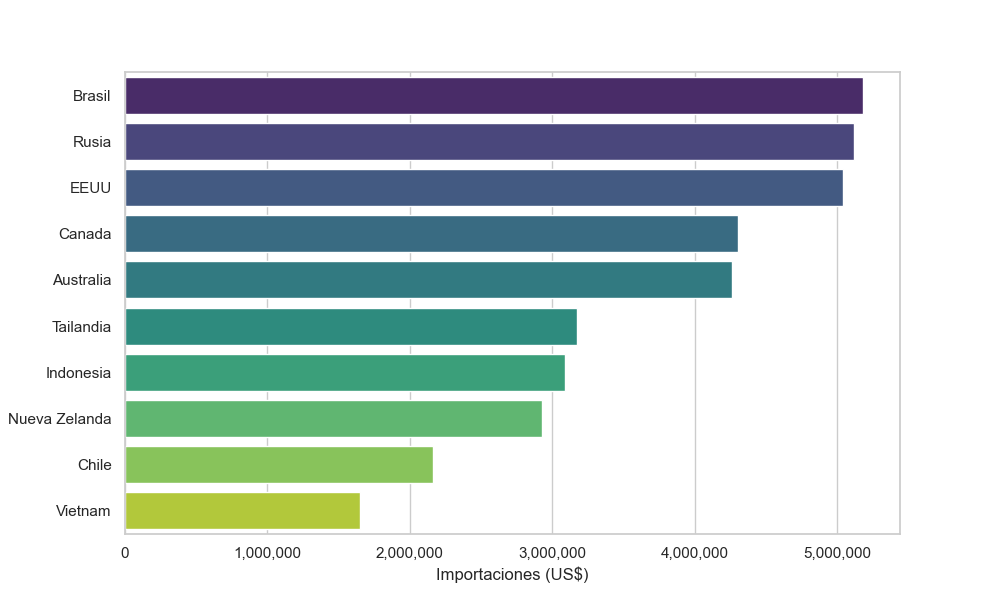 Brasil
Rusia
EEUU
Canada
Australia
Tailandia
Indonesia
Nueva Zelanda
Chile
Vietnam
0 1,000,000 2,000,000 3,000,000 4,000,000 5,000,000
Importaciones (US$)